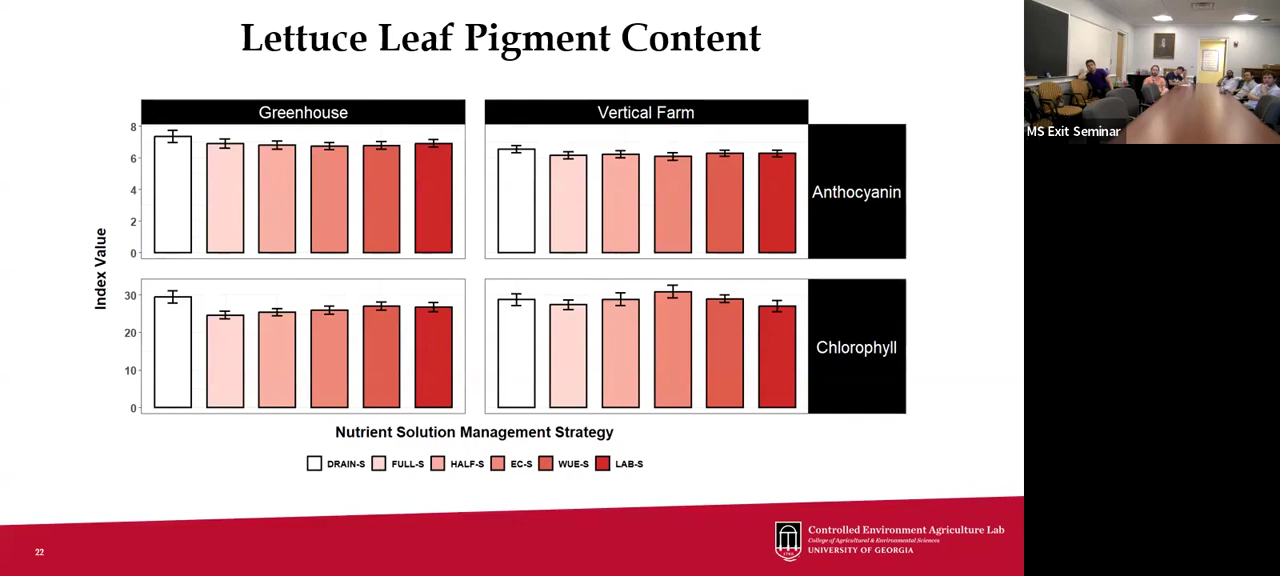 Lettuce Leaf Pigment Content
Greenhouse
Vertical Farm
8
6
4
2
0
Anthocyanin
Index Value
30
20
10
0
Chlorophyll
Nutrient Solution Management Strategy
DRAIN-S FULL-S HALF-S EC-S WUE-S LAB-S
22
1785
Controlled Environment Agriculture Lab
College of Agricultural & Environmental Sciences
UNIVERSITY OF GEORGIA
MS Exit Seminar